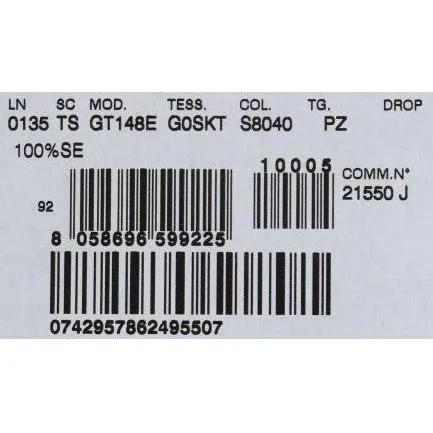 LN SC MOD. TESS. COL. TG. DROP
0135 TS GT148E G0SKT S8040 PZ
100%SE
10005
COMM.N°
21550 J
92
8 058696 599225
0742957862495507